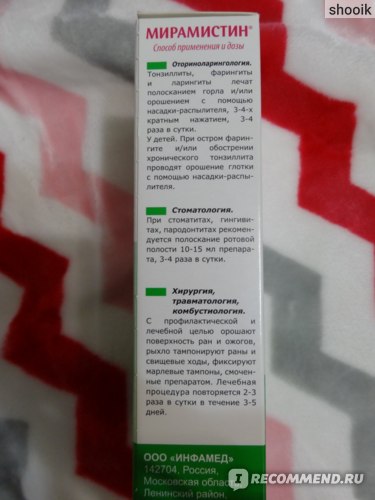 shooik
МИРАМИСТИН®
Способ применения и дозы
Оториноларингология.
Тонзиллиты, фарингиты
и ларингиты лечат
полосканием горла и/или
орошением с помощью
насадки-распылителя, 3-4-х
кратным нажатием, 3-4
раза в сутки.
У детей. При остром фарин-
гите и/или обострении
хронического тонзиллита
проводят орошение глотки
с помощью насадки-распы-
лителя.
Стоматология.
При стоматитах, гингиви-
тах, пародонтитах рекомен-
дуется полоскание ротовой
полости 10-15 мл препара-
та, 3-4 раза в сутки.
Хирургия,
травматология,
комбустиология.
С профилактической и
лечебной целью орошают
поверхность ран и ожогов,
рыхло тампонируют раны и
свищевые ходы, фиксируют
марлевые тампоны, смочен-
ные препаратом. Лечебная
процедура повторяется 2-3
раза в сутки в течение 3-5
дней.
ООО «ИНФАМЕД»
142704, Россия,
Московская область,
Ленинский район
IRECOMMEND.RU